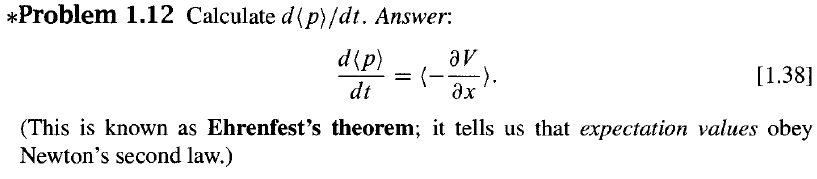 *Problem 1.12 Calculate d⟨p⟩/dt. Answer:
d⟨p⟩/dt = ⟨−∂V/∂x⟩. [1.38]
(This is known as Ehrenfest's theorem; it tells us that expectation values obey
Newton's second law.)